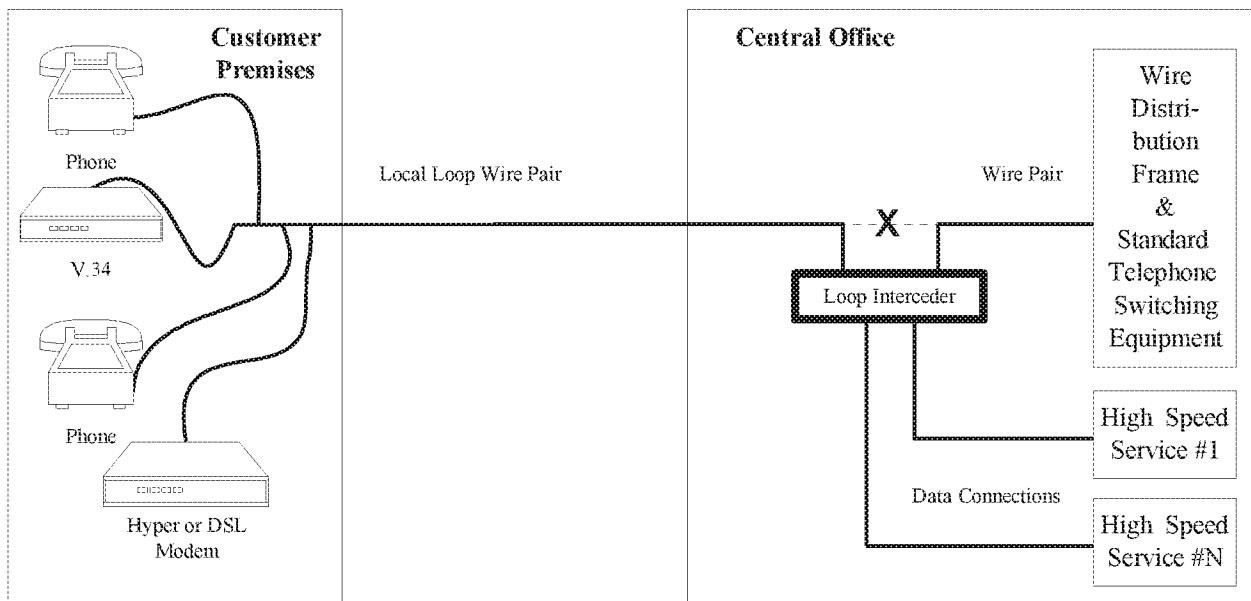 Customer
Premises
Phone
V.34
Phone
Hyper or DSL
Modem
Local Loop Wire Pair
Central Office
Wire Pair
X
Loop Interceder
Wire
Distri-
bution
Frame
&
Standard
Telephone
Switching
Equipment
High Speed
Service #1
Data Connections
High Speed
Service #N